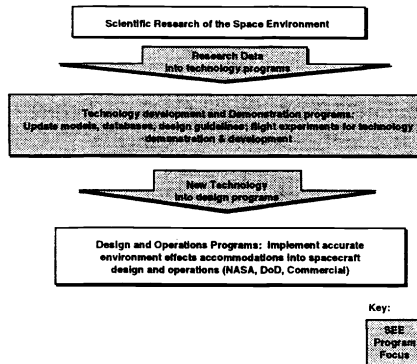 Scientific Research of the Space Environment
Research Data
into technology programs
Technology development and Demonstration programs:
Update models, databases; design guidelines; flight experiments for technology
demonstration & development
New Technology
into design programs
Design and Operations Programs: Implement accurate
environment effects accommodations into spacecraft
design and operations (NASA, DoD, Commercial)
Key:
SEE
Program
Focus